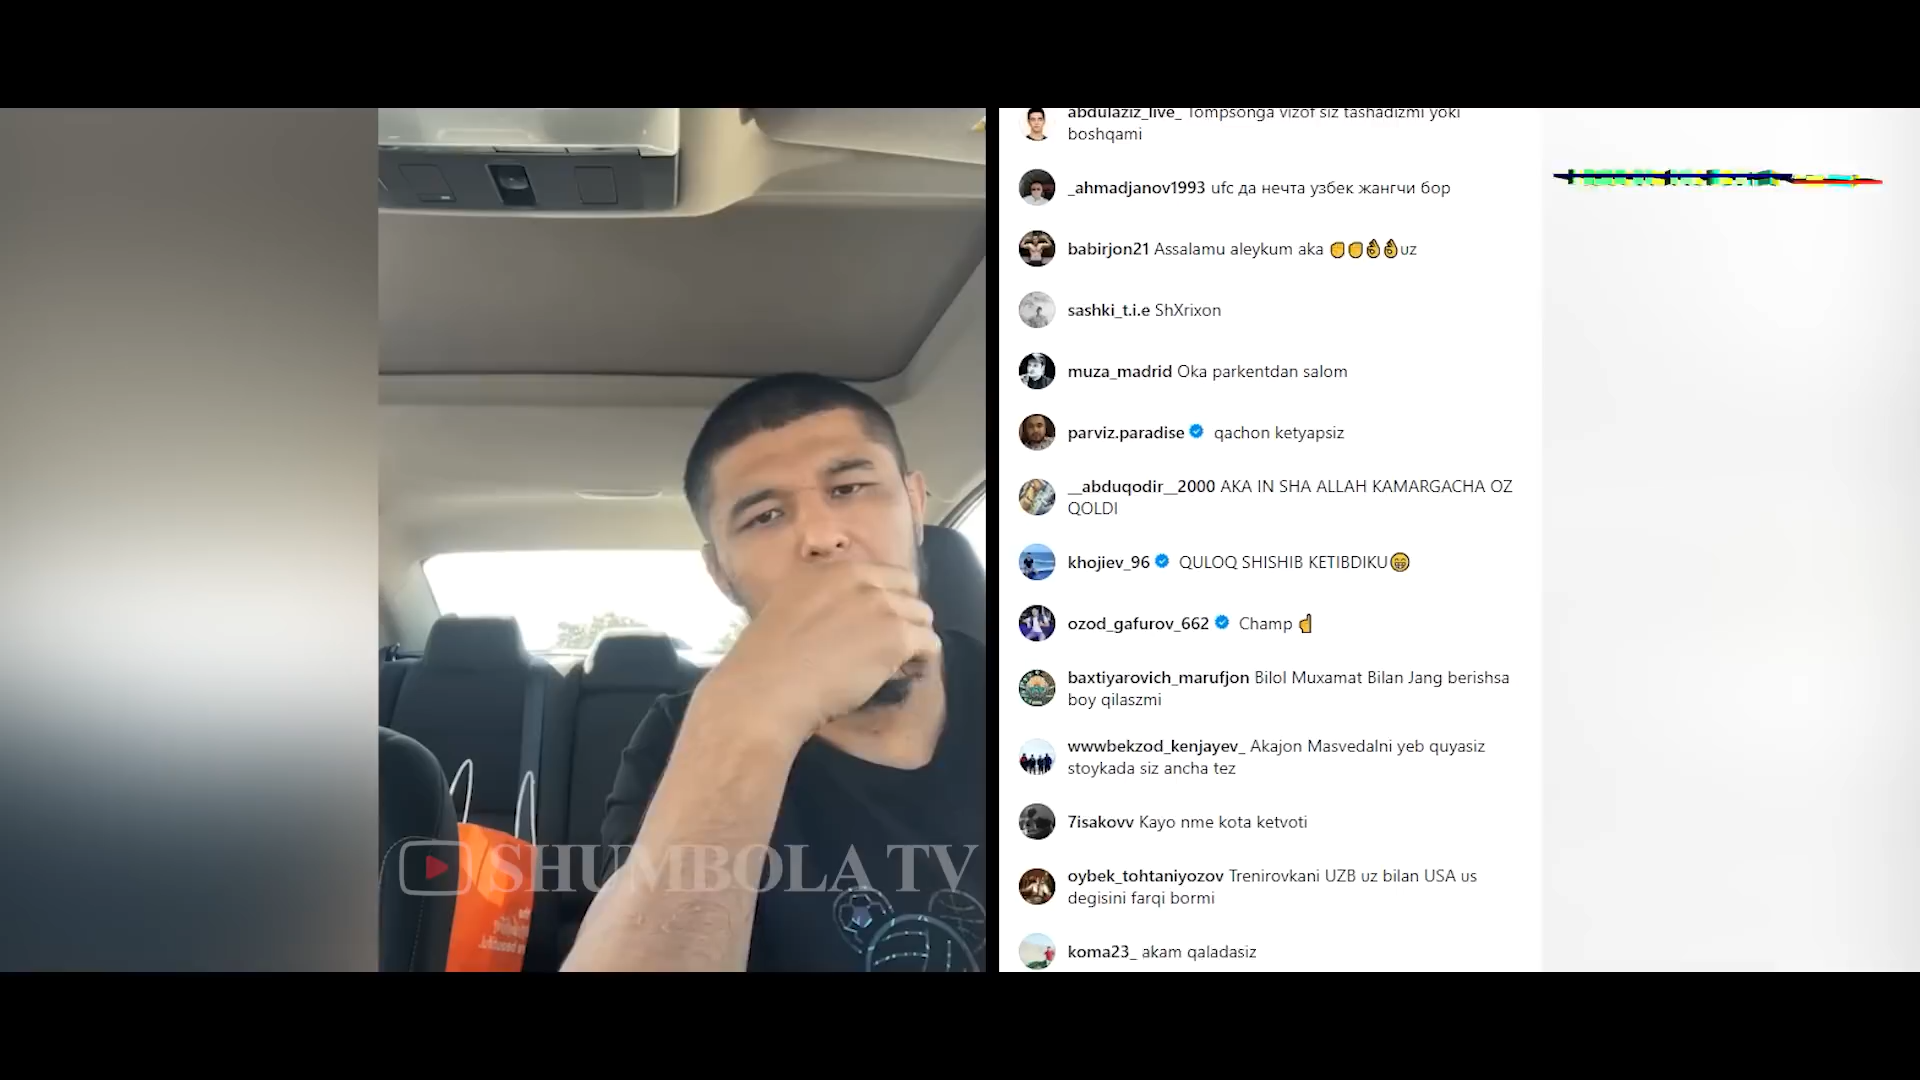 SHUMBOLA TV
abdulaziz_live_ Tompsonga vizof siz tashadizmi yoki
boshqami
_ahmadjanov1993 ufc да нечта узбек жангчи бор
babirjon21 Assalamu aleykum aka ✊✊👌👌uz
sashki_t.i.e ShXrixon
muza_madrid Oka parkentdan salom
parviz.paradise qachon ketyapsiz
__abduqodir__2000 AKA IN SHA ALLAH KAMARGACHA OZ
QOLDI
khojiev_96 QULOQ SHISHIB KETIBDIKU😁
ozod_gafurov_662 Champ ☝
baxtiyarovich_marufjon Bilol Muxamat Bilan Jang berishsa
boy qilaszmi
wwwbekzod_kenjayev_ Akajon Masvedalni yeb quyasiz
stoykada siz ancha tez
7isakovv Kayo nme kota ketvoti
oybek_tohtaniyozov Trenirovkani UZB uz bilan USA us
degisini farqi bormi
koma23_ akam qaladasiz